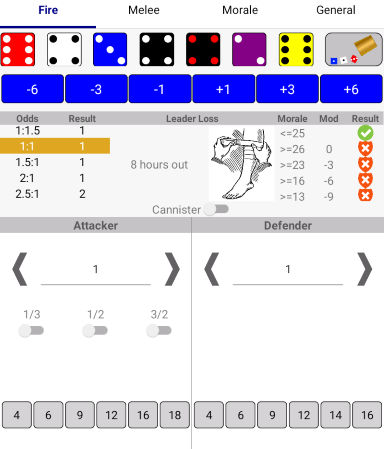 Fire Melee Morale General
-6 -3 -1 +1 +3 +6
Odds Result Leader Loss Morale Mod Result
1:1.5 1 <=25
1:1 1 >=26 0
1.5:1 1 8 hours out >=23 -3
2:1 1 >=16 -6
2.5:1 2 >=13 -9
Cannister
Attacker Defender
1 1
1/3 1/2 3/2
4 6 9 12 16 18 4 6 9 12 14 16